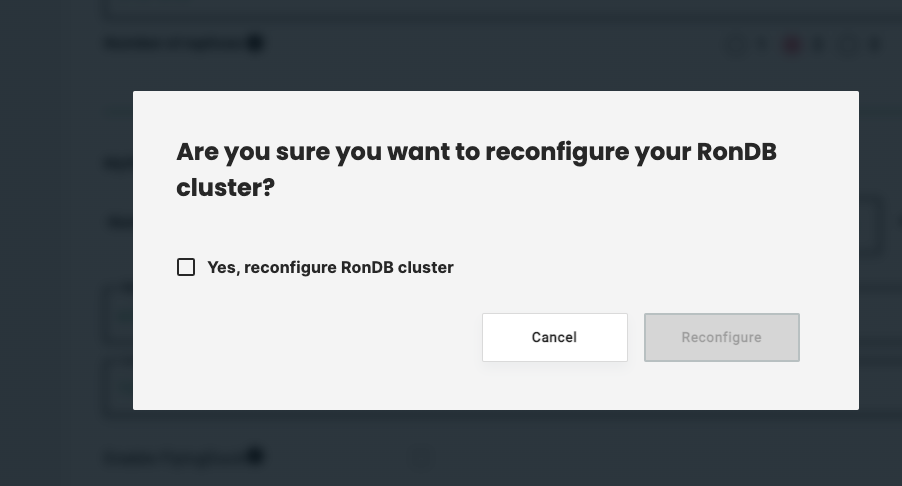 Are you sure you want to reconfigure your RonDB
cluster?
Yes, reconfigure RonDB cluster
Cancel
Reconfigure